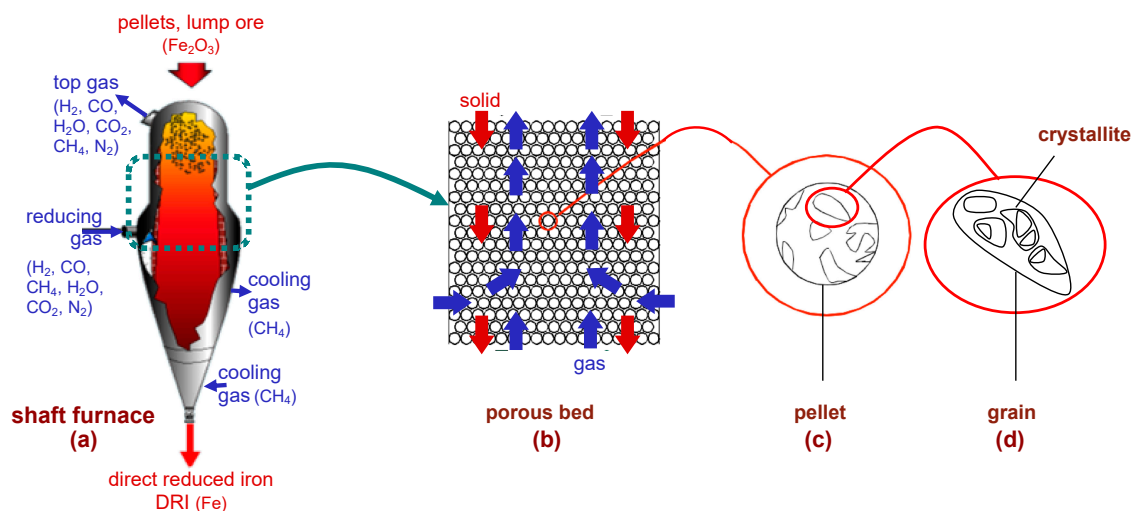 pellets, lump ore
(Fe₂O₃)
top gas
(H₂, CO,
H₂O, CO₂,
CH₄, N₂)
reducing
gas
(H₂, CO,
CH₄, H₂O,
CO₂, N₂)
cooling
gas
(CH₄)
cooling
gas (CH₄)
shaft furnace
(a)
direct reduced iron
DRI (Fe)
solid
gas
porous bed
(b)
pellet
(c)
crystallite
grain
(d)